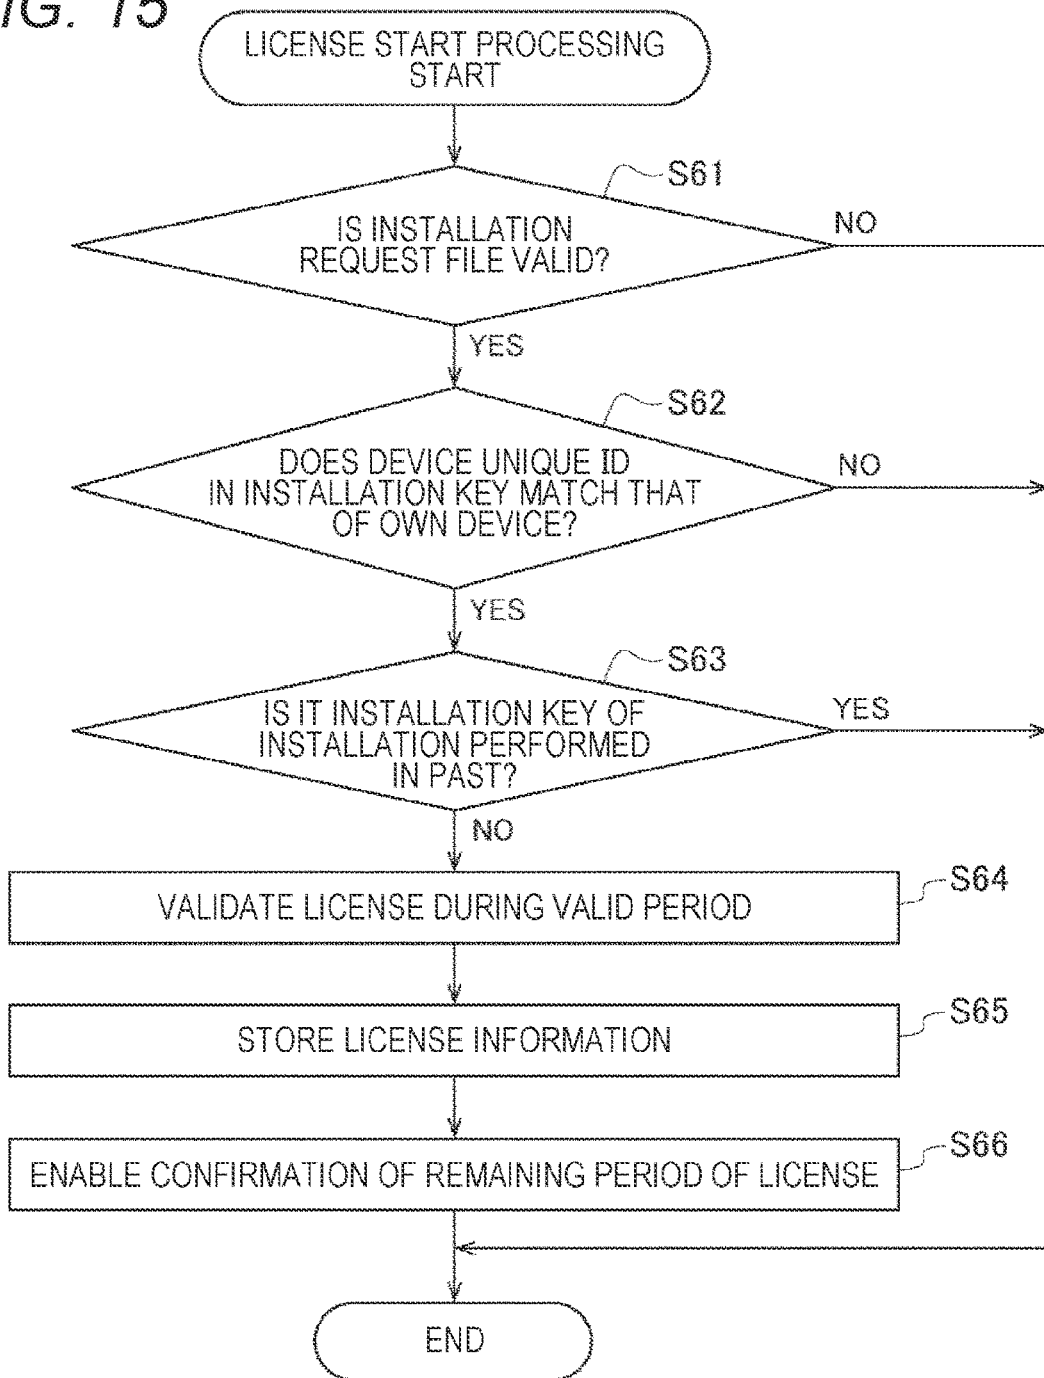 IG. 15
LICENSE START PROCESSING
START
S61
IS INSTALLATION
REQUEST FILE VALID?
NO
YES
S62
DOES DEVICE UNIQUE ID
IN INSTALLATION KEY MATCH THAT
OF OWN DEVICE?
NO
YES
S63
IS IT INSTALLATION KEY OF
INSTALLATION PERFORMED
IN PAST?
YES
NO
S64
VALIDATE LICENSE DURING VALID PERIOD
S65
STORE LICENSE INFORMATION
S66
ENABLE CONFIRMATION OF REMAINING PERIOD OF LICENSE
END